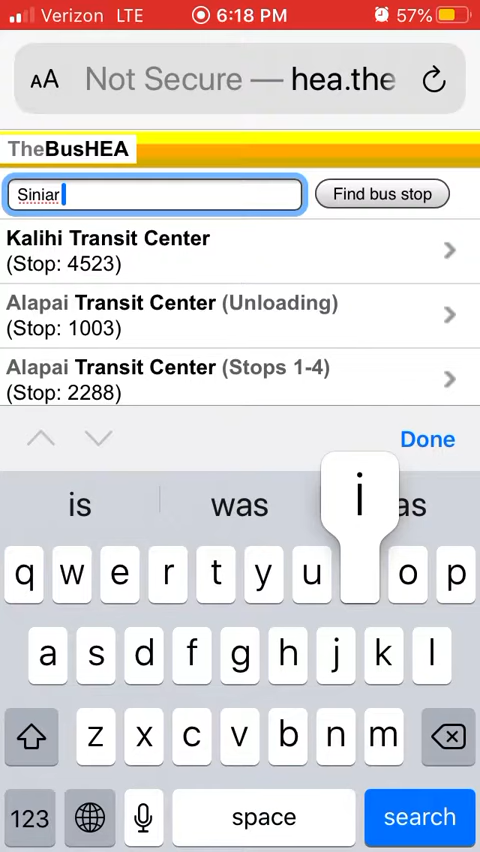 Verizon LTE 6:18 PM 57%
AA Not Secure — hea.the
TheBusHEA
Siniar Find bus stop
Kalihi Transit Center
(Stop: 4523)
Alapai Transit Center (Unloading)
(Stop: 1003)
Alapai Transit Center (Stops 1-4)
(Stop: 2288)
Done
is was as
i
q w e r t y u o p
a s d f g h j k l
z x c v b n m
123 space search